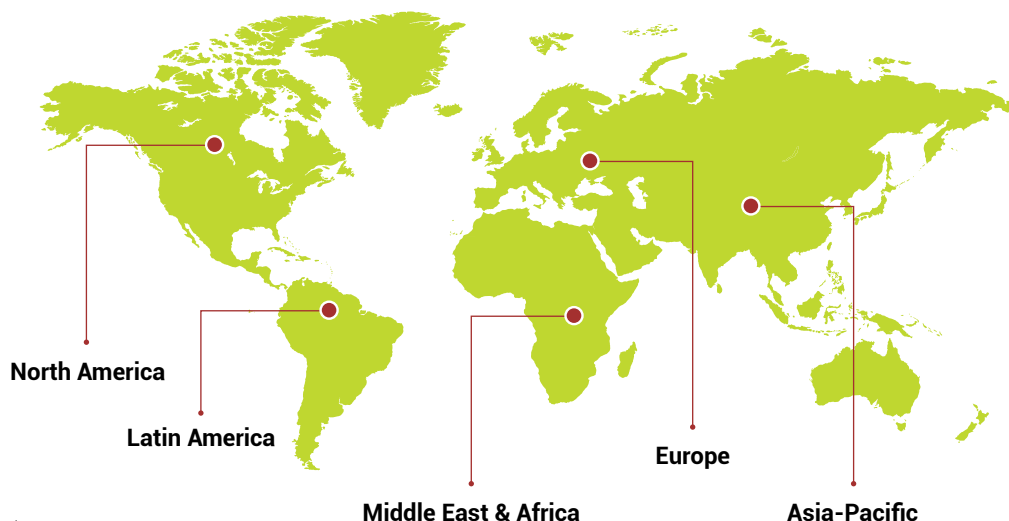 North America
Latin America
Europe
Middle East & Africa
Asia-Pacific